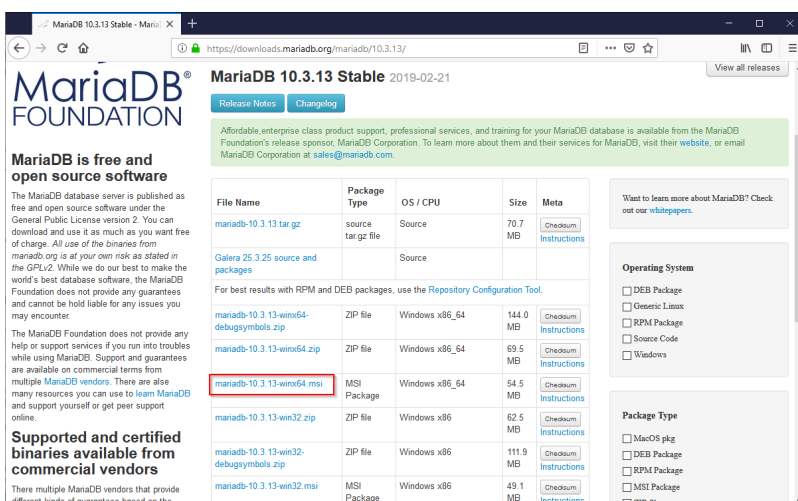 MariaDB 10.3.13 Stable - Maria
https://downloads.mariadb.org/mariadb/10.3.13/
MariaDB®
FOUNDATION
MariaDB is free and
open source software
The MariaDB database server is published as
free and open source software under the
General Public License version 2. You can
download and use it as much as you want free
of charge. All use of the binaries from
mariadb.org is at your own risk as stated in
the GPLv2. While we do our best to make the
world's best database software, the MariaDB
Foundation does not provide any guarantees
and cannot be hold liable for any issues you
may encounter.
The MariaDB Foundation does not provide any
help or support services if you run into troubles
while using MariaDB. Support and guarantees
are available on commercial terms from
multiple MariaDB vendors. There are also
many resources you can use to learn MariaDB
and support yourself or get peer support
online.
Supported and certified
binaries available from
commercial vendors
There multiple MariaDB vendors that provide
different kinds of guarantees based on the
MariaDB 10.3.13 Stable 2019-02-21
View all releases
Release Notes Changelog
Affordable, enterprise class product support, professional services, and training for your MariaDB database is available from the MariaDB
Foundation's release sponsor, MariaDB Corporation. To learn more about them and their services for MariaDB, visit their website, or email
MariaDB Corporation at sales@mariadb.com.
File Name Package Type OS / CPU Size Meta
mariadb-10.3.13.tar.gz source tar.gz file Source 70.7 MB Checksum Instructions
Galera 25.3.25 source and packages Source
For best results with RPM and DEB packages, use the Repository Configuration Tool.
mariadb-10.3.13-winx64-debugsymbols.zip ZIP file Windows x86_64 144.0 MB Checksum Instructions
mariadb-10.3.13-winx64.zip ZIP file Windows x86_64 69.5 MB Checksum Instructions
mariadb-10.3.13-winx64.msi MSI Package Windows x86_64 54.5 MB Checksum Instructions
mariadb-10.3.13-win32.zip ZIP file Windows x86 62.5 MB Checksum Instructions
mariadb-10.3.13-win32-debugsymbols.zip ZIP file Windows x86 111.9 MB Checksum Instructions
mariadb-10.3.13-win32.msi MSI Package Windows x86 49.1 MB Checksum Instructions
Want to learn more about MariaDB? Check
out our whitepapers.
Operating System
DEB Package
Generic Linux
RPM Package
Source Code
Windows
Package Type
MacOS pkg
DEB Package
RPM Package
MSI Package